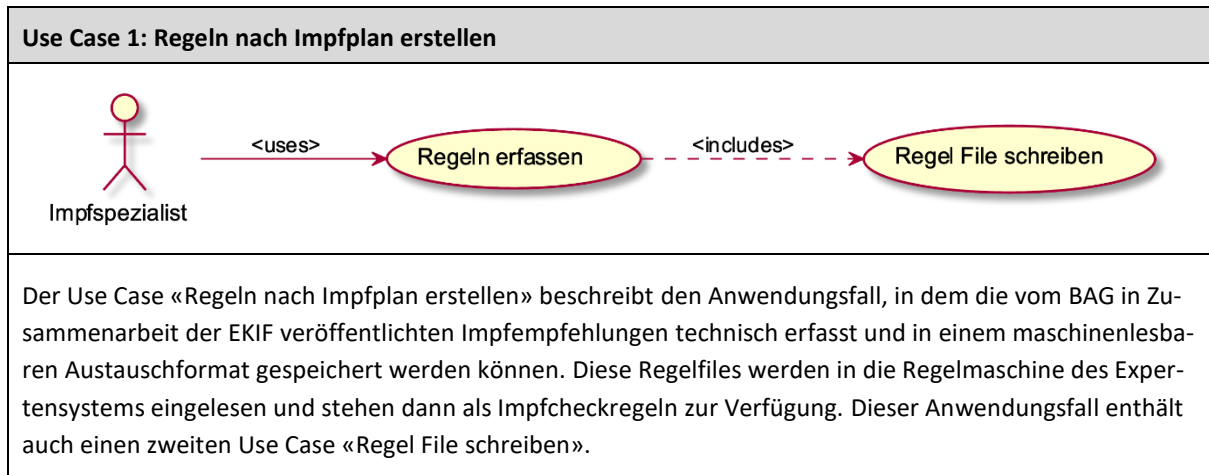 Use Case 1: Regeln nach Impfplan erstellen
<uses>
Regeln erfassen
<includes>
Regel File schreiben
Impfspezialist
Der Use Case «Regeln nach Impfplan erstellen» beschreibt den Anwendungsfall, in dem die vom BAG in Zu-
sammenarbeit der EKIF veröffentlichten Impfempfehlungen technisch erfasst und in einem maschinenlesba-
ren Austauschformat gespeichert werden können. Diese Regelfiles werden in die Regelmaschine des Exper-
tensystems eingelesen und stehen dann als Impfcheckregeln zur Verfügung. Dieser Anwendungsfall enthält
auch einen zweiten Use Case «Regel File schreiben».